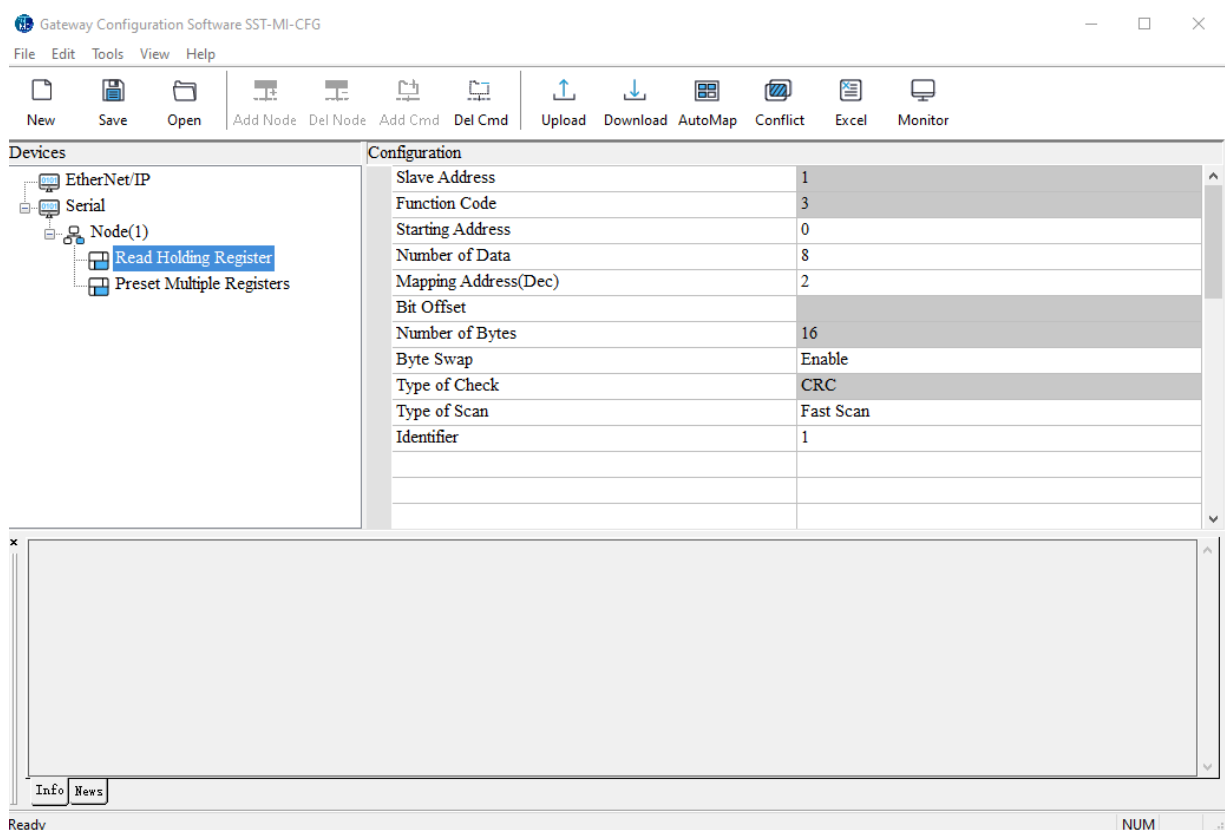 Gateway Configuration Software SST-MI-CFG
File Edit Tools View Help
New Save Open Add Node Del Node Add Cmd Del Cmd Upload Download AutoMap Conflict Excel Monitor
Devices
EtherNet/IP
Serial
Node(1)
Read Holding Register
Preset Multiple Registers
Configuration
Slave Address 1
Function Code 3
Starting Address 0
Number of Data 8
Mapping Address(Dec) 2
Bit Offset
Number of Bytes 16
Byte Swap Enable
Type of Check CRC
Type of Scan Fast Scan
Identifier 1
Info News
Ready NUM